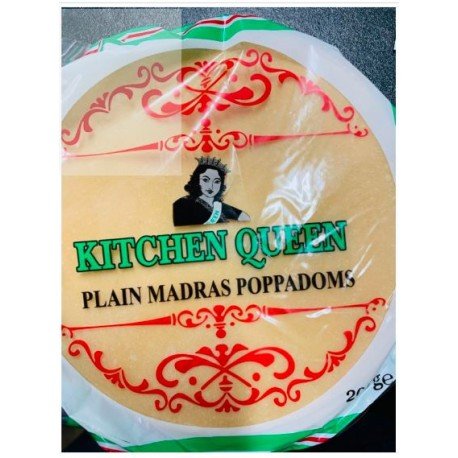 KITCHEN QUEEN
PLAIN MADRAS POPPADOMS